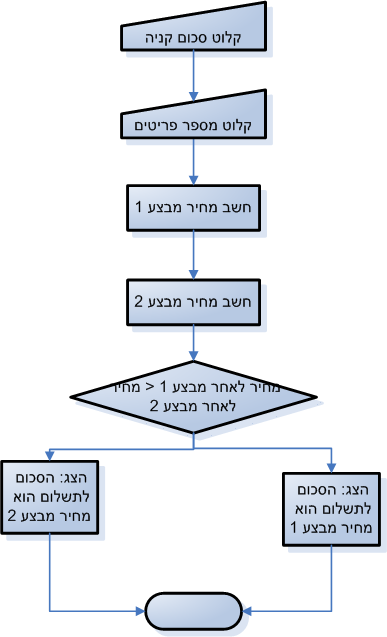 קלוט סכום קניה
קלוט מספר פריטים
חשב מחיר מבצע 1
חשב מחיר מבצע 2
מחיר לאחר מבצע 1 > מחיר
לאחר מבצע 2
הצג: הסכום
לתשלום הוא
מחיר מבצע 1
הצג: הסכום
לתשלום הוא
מחיר מבצע 2